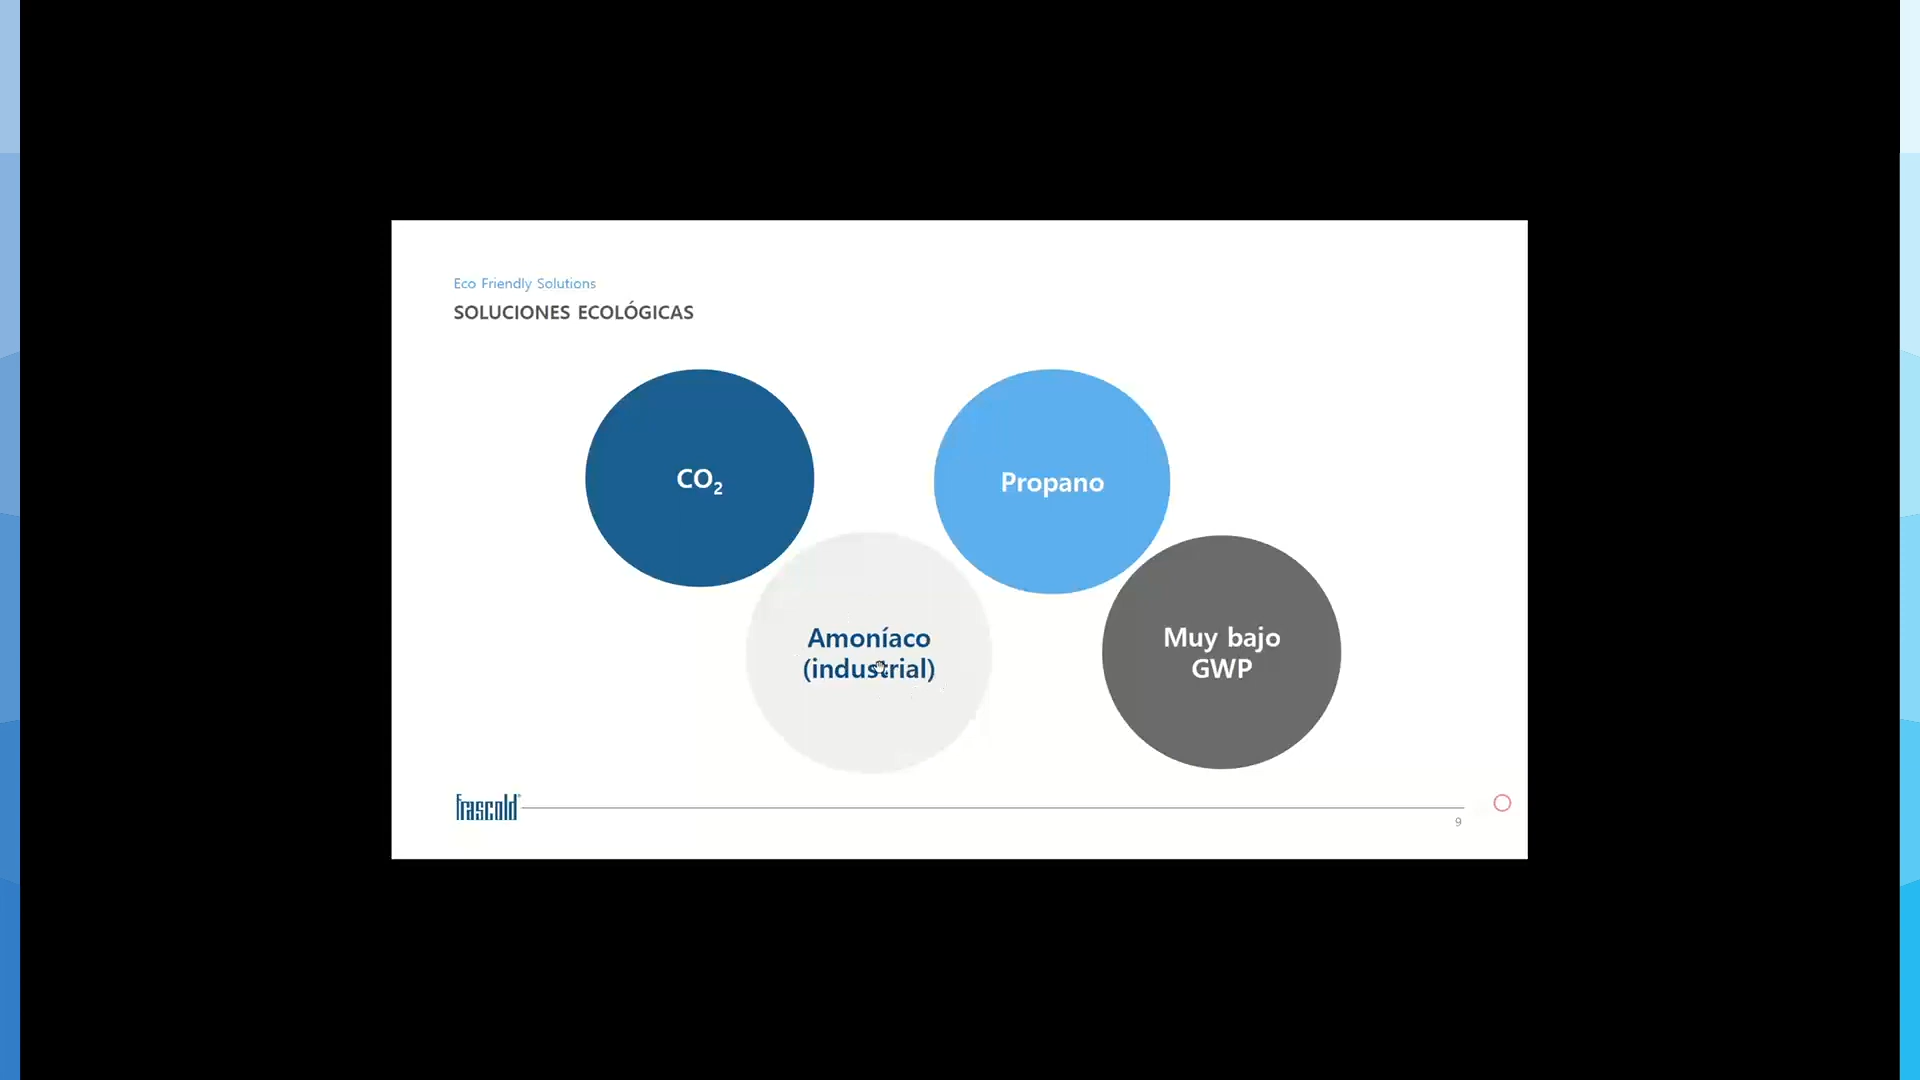 Eco Friendly Solutions
SOLUCIONES ECOLÓGICAS
CO₂
Propano
Amoníaco
(industrial)
Muy bajo
GWP
frascold®
9